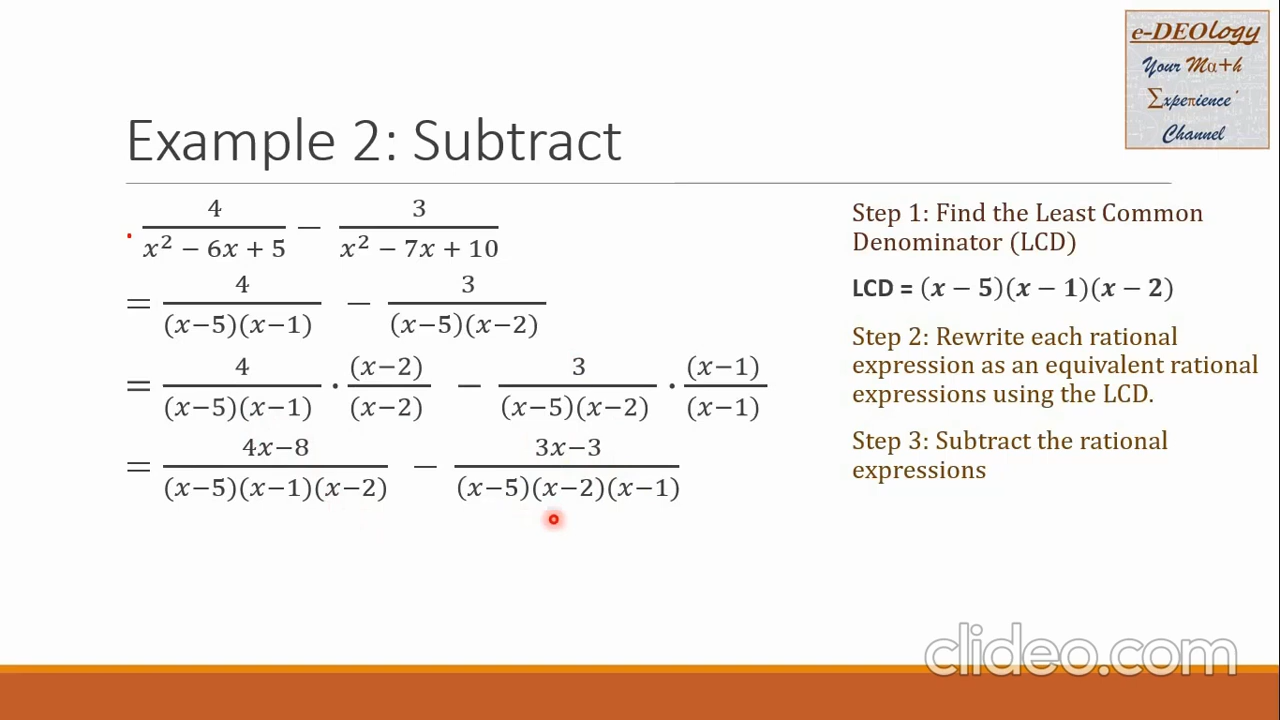 e-DEOlogy
Your Mα+h
Σxpeπience'
Channel
Example 2: Subtract
. 4/(x² − 6x + 5) − 3/(x² − 7x + 10)
= 4/((x−5)(x−1)) − 3/((x−5)(x−2))
= 4/((x−5)(x−1)) · (x−2)/(x−2) − 3/((x−5)(x−2)) · (x−1)/(x−1)
= (4x−8)/((x−5)(x−1)(x−2)) − (3x−3)/((x−5)(x−2)(x−1))
Step 1: Find the Least Common
Denominator (LCD)
LCD = (x − 5)(x − 1)(x − 2)
Step 2: Rewrite each rational
expression as an equivalent rational
expressions using the LCD.
Step 3: Subtract the rational
expressions
clideo.com